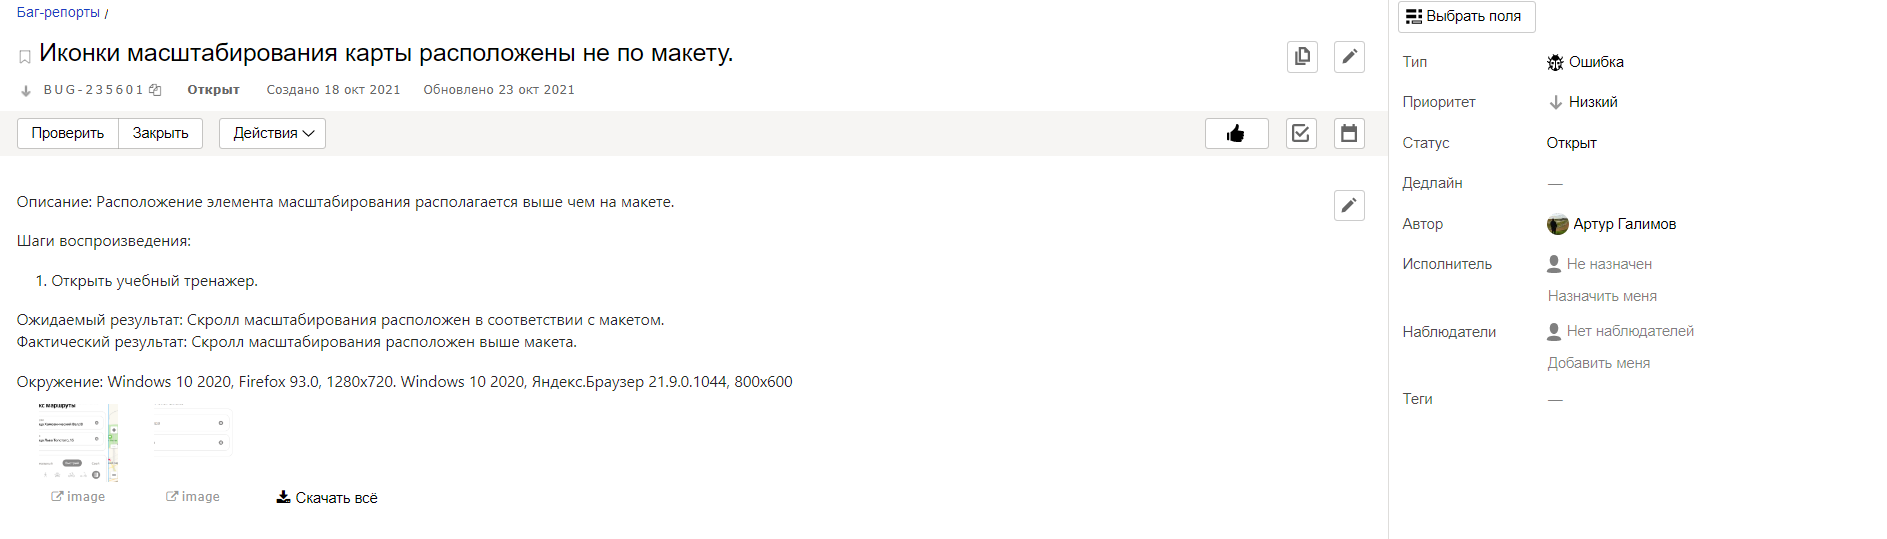 Баг-репорты /
Иконки масштабирования карты расположены не по макету.
BUG-235601 Открыт Создано 18 окт 2021 Обновлено 23 окт 2021
Проверить Закрыть Действия
Описание: Расположение элемента масштабирования располагается выше чем на макете.
Шаги воспроизведения:
1. Открыть учебный тренажер.
Ожидаемый результат: Скролл масштабирования расположен в соответствии с макетом.
Фактический результат: Скролл масштабирования расположен выше макета.
Окружение: Windows 10 2020, Firefox 93.0, 1280x720. Windows 10 2020, Яндекс.Браузер 21.9.0.1044, 800x600
кс маршруты
image image Скачать всё
Выбрать поля
Тип Ошибка
Приоритет Низкий
Статус Открыт
Дедлайн —
Автор Артур Галимов
Исполнитель Не назначен
Назначить меня
Наблюдатели Нет наблюдателей
Добавить меня
Теги —